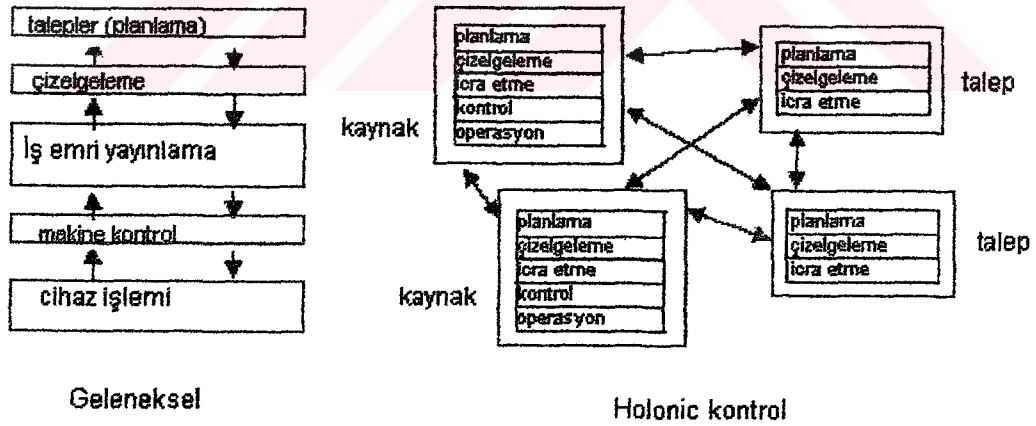 talepler (planlama)
çizelgeleme
İş emri yayınlama
makine kontrol
cihaz işlemi
Geleneksel
kaynak
planlama
çizelgeleme
icra etme
kontrol
operasyon
planlama
çizelgeleme
icra etme
talep
kaynak
planlama
çizelgeleme
icra etme
kontrol
operasyon
planlama
çizelgeleme
icra etme
talep
Holonic kontrol